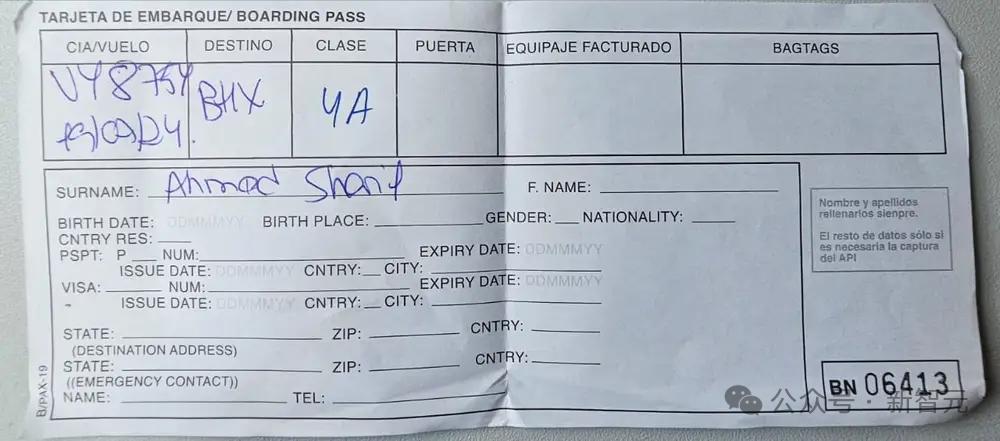 TARJETA DE EMBARQUE/ BOARDING PASS
CIA/VUELO DESTINO CLASE PUERTA EQUIPAJE FACTURADO BAGTAGS
VY8754 BHX 4A
SURNAME: Ahmad Sharif F. NAME:
BIRTH DATE: DDMMMYY BIRTH PLACE: GENDER: NATIONALITY:
CNTRY RES:
PSPT: P NUM: EXPIRY DATE: DDMMMYY
ISSUE DATE: DDMMMYY CNTRY: CITY:
VISA: NUM: EXPIRY DATE: DDMMMYY
- ISSUE DATE: DDMMMYY CNTRY: CITY:
STATE: ZIP: CNTRY:
(DESTINATION ADDRESS)
STATE: ZIP: CNTRY:
((EMERGENCY CONTACT))
NAME: TEL:
Nombre y apellidos
rellenarlos sienpre.
El resto de datos sólo si
es necesaria la captura
del API
B/PAX-19
BN 06413
公众号 · 新智元